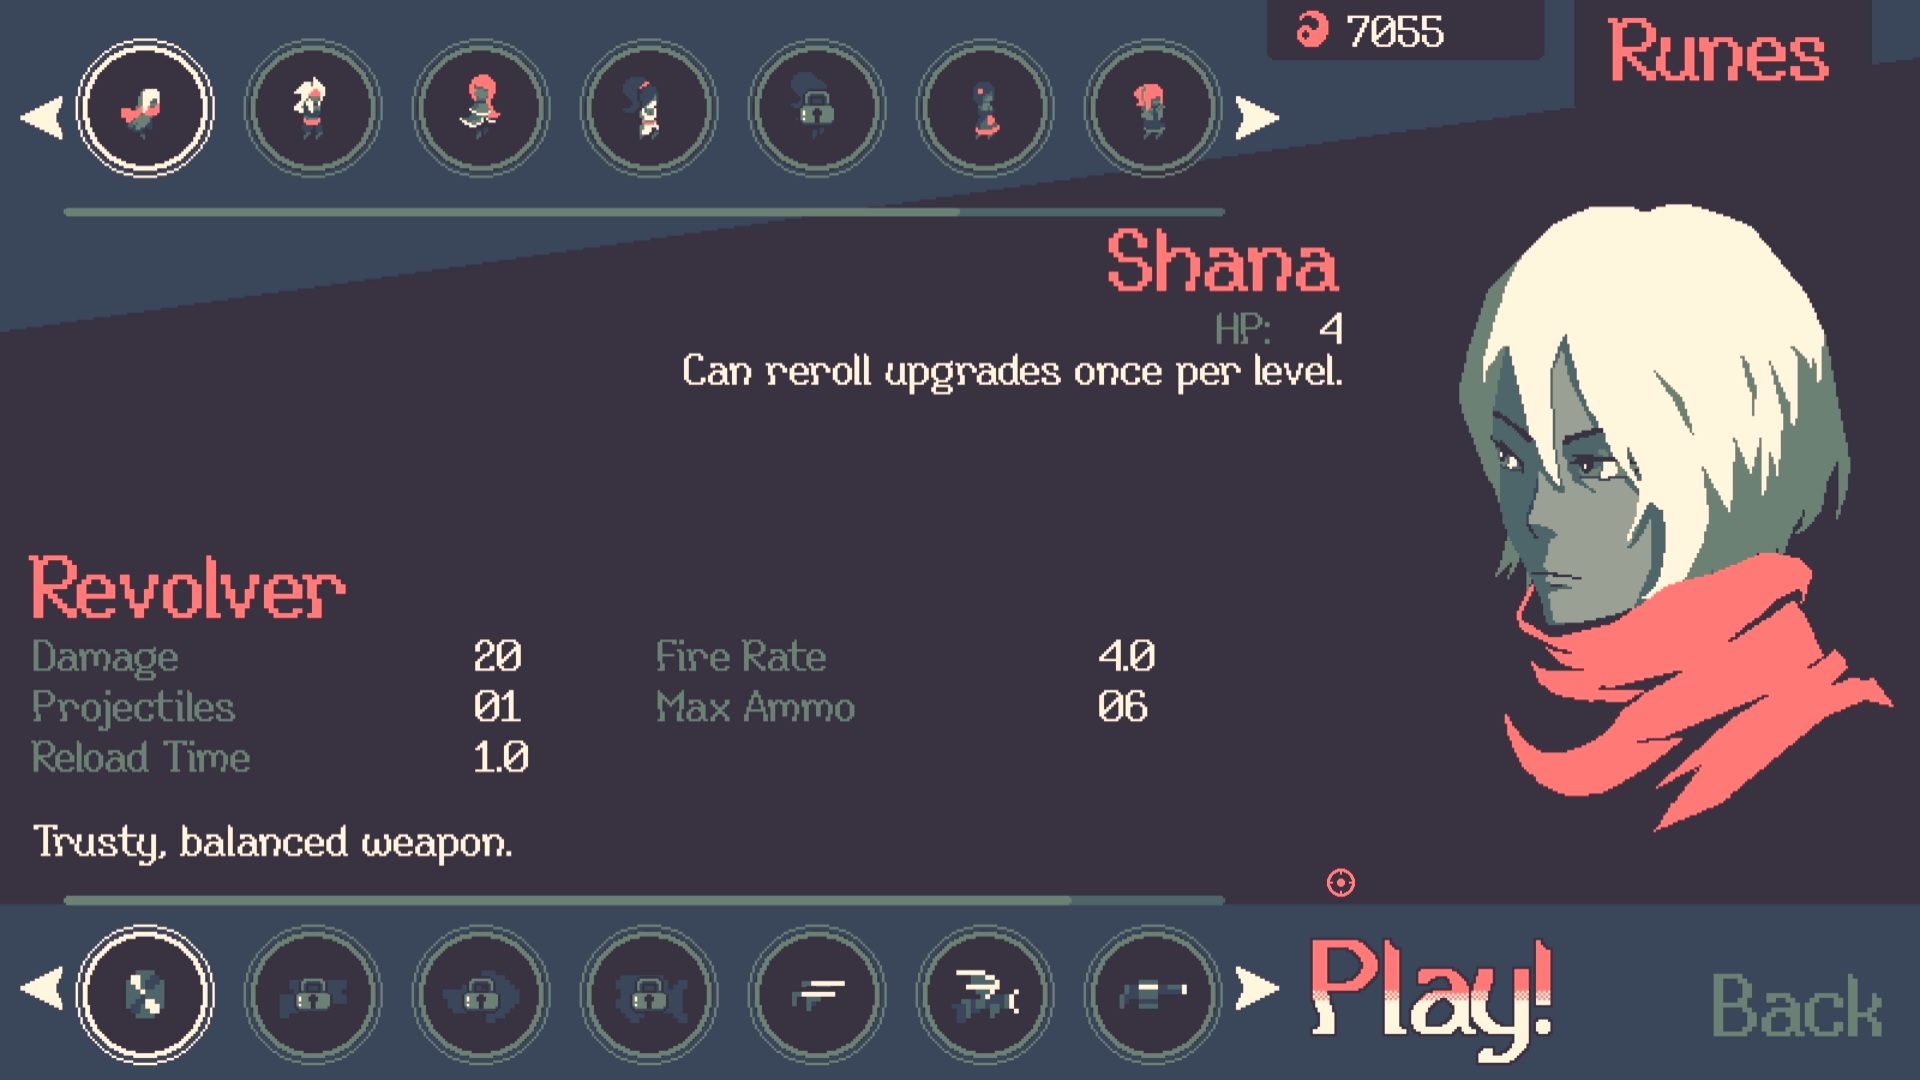 7055
Runes
Shana
HP: 4
Can reroll upgrades once per level.
Revolver
Damage 20 Fire Rate 4.0
Projectiles 01 Max Ammo 06
Reload Time 1.0
Trusty, balanced weapon.
Play!
Back